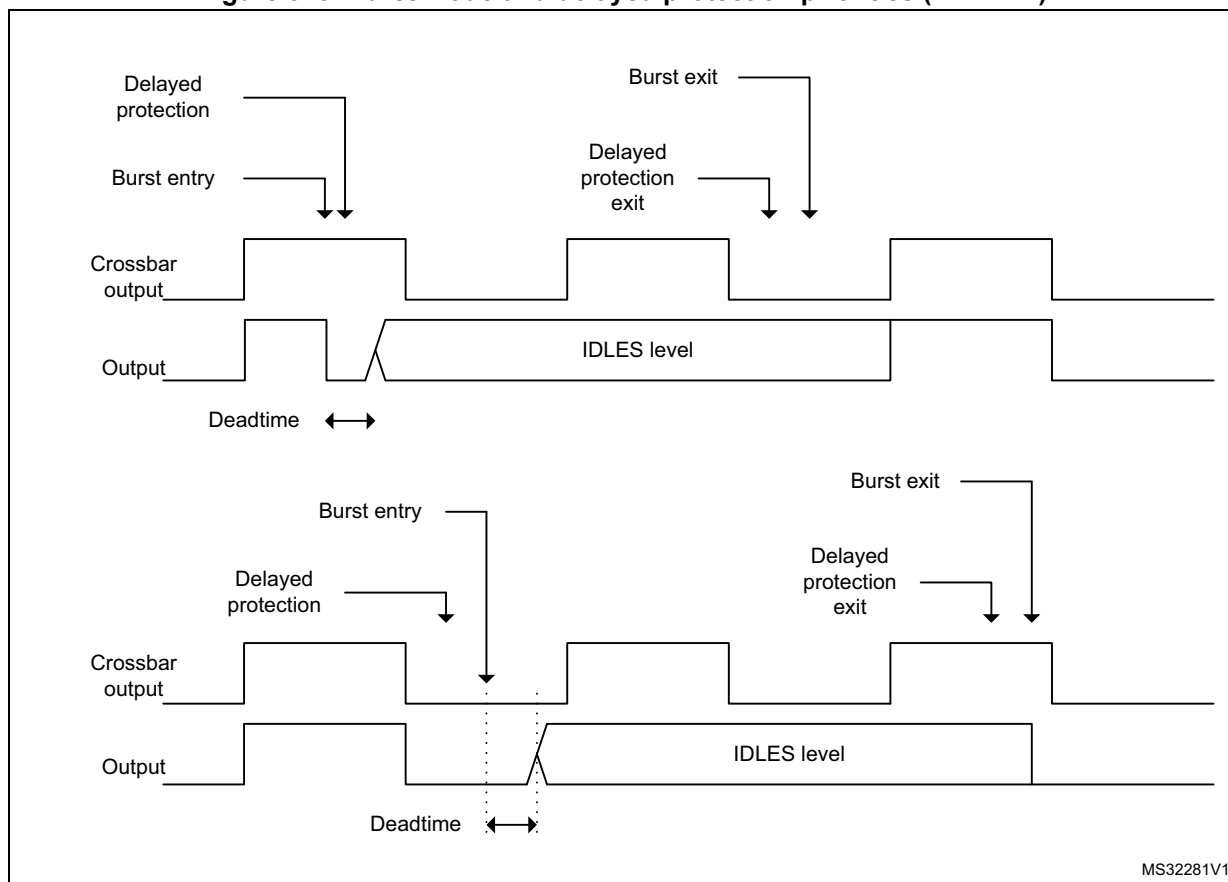 Delayed
protection
Burst exit
Burst entry
Delayed
protection
exit
Crossbar
output
Output
IDLES level
Deadtime
Burst exit
Burst entry
Delayed
protection
Delayed
protection
exit
Crossbar
output
Output
IDLES level
Deadtime
MS32281V1